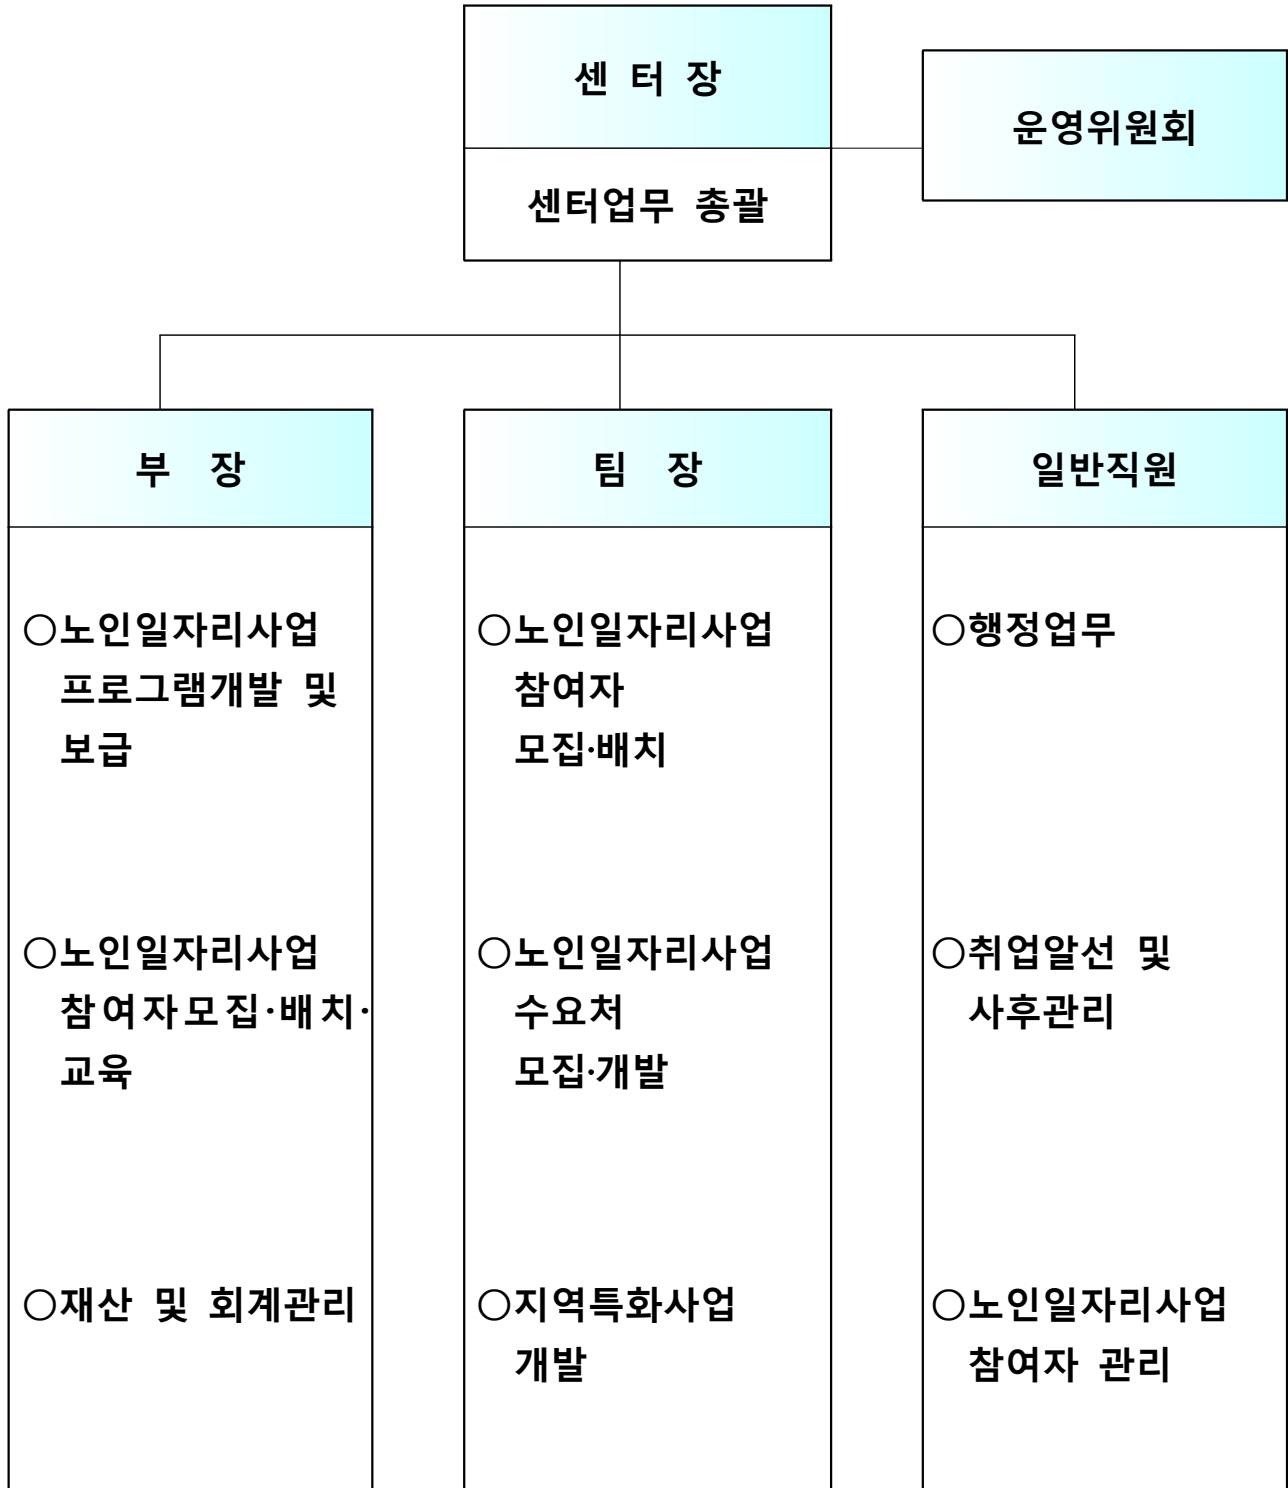 센 터 장
운영위원회
센터업무 총괄
부 장
○노인일자리사업
프로그램개발 및
보급
○노인일자리사업
참여자모집·배치·
교육
○재산 및 회계관리
팀 장
○노인일자리사업
참여자
모집·배치
○노인일자리사업
수요처
모집·개발
○지역특화사업
개발
일반직원
○행정업무
○취업알선 및
사후관리
○노인일자리사업
참여자 관리